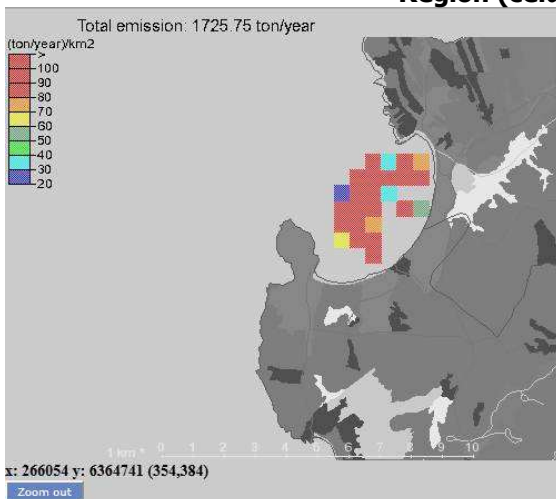 Total emission: 1725.75 ton/year
(ton/year)/km2
>
100
90
80
70
60
50
40
30
20
1 km * 0 1 2 3 4 5 6 7 8 9 10
x: 266054 y: 6364741 (354,384)
Zoom out